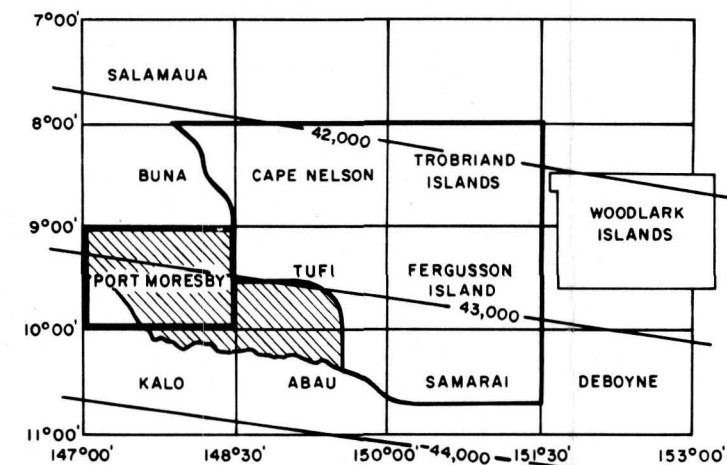 7°00'
SALAMAUA
8°00'
42,000
BUNA
CAPE NELSON
TROBRIAND
ISLANDS
9°00'
WOODLARK
ISLANDS
PORT MORESBY
TUFI
FERGUSSON
ISLAND
43,000
10°00'
KALO
ABAU
SAMARAI
DEBOYNE
11°00'
44,000
147°00'
148°30'
150°00'
151°30'
153°00'